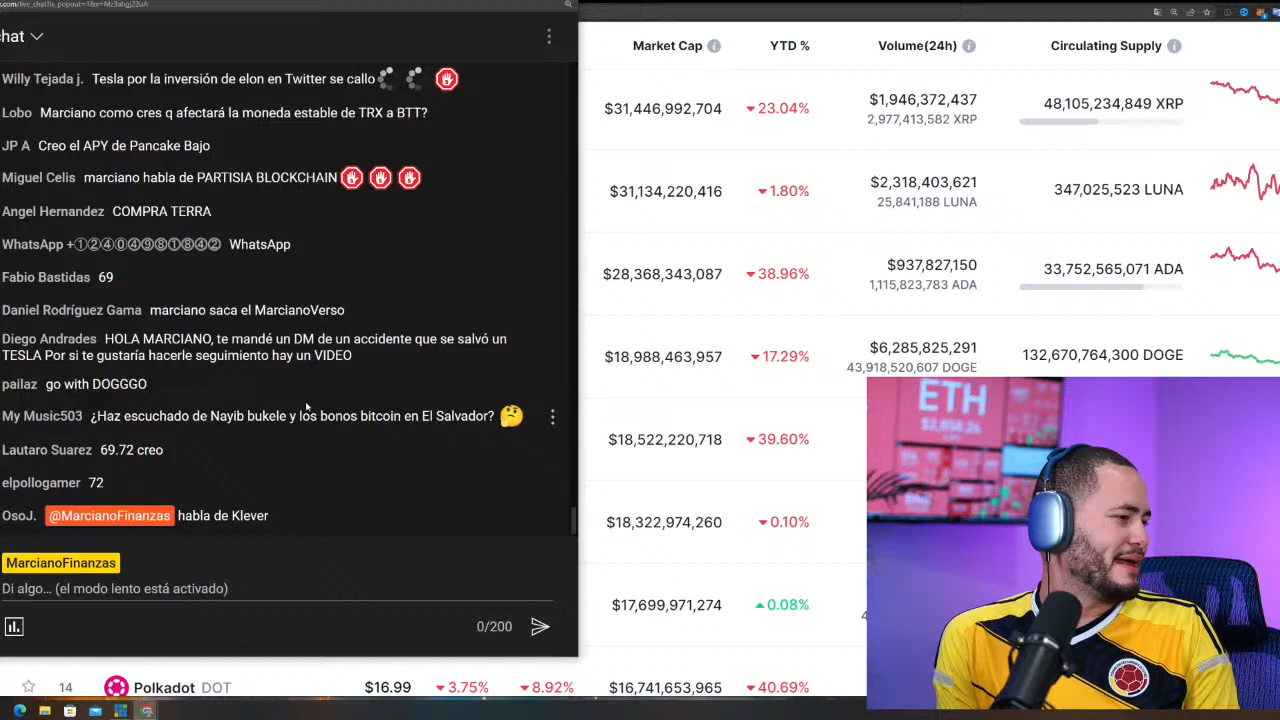 s.com/live_chat?is_popout=1&v=Mz3abgj22uA
hat
Willy Tejada j. Tesla por la inversión de elon en Twitter se callo
Lobo Marciano como cres q afectará la moneda estable de TRX a BTT?
JP A Creo el APY de Pancake Bajo
Miguel Celis marciano habla de PARTISIA BLOCKCHAIN
Angel Hernandez COMPRA TERRA
WhatsApp +①②④⓪④⑨⑧①⑧④② WhatsApp
Fabio Bastidas 69
Daniel Rodríguez Gama marciano saca el MarcianoVerso
Diego Andrades HOLA MARCIANO, te mandé un DM de un accidente que se salvó un
TESLA Por si te gustaría hacerle seguimiento hay un VIDEO
pailaz go with DOGGGO
My Music503 ¿Haz escuchado de Nayib bukele y los bonos bitcoin en El Salvador?
Lautaro Suarez 69.72 creo
elpollogamer 72
OsoJ. @MarcianoFinanzas habla de Klever
MarcianoFinanzas
Di algo... (el modo lento está activado)
0/200
Market Cap YTD % Volume(24h) Circulating Supply
$31,446,992,704 23.04% $1,946,372,437 48,105,234,849 XRP
2,977,413,582 XRP
$31,134,220,416 1.80% $2,318,403,621 347,025,523 LUNA
25,841,188 LUNA
$28,368,343,087 38.96% $937,827,150 33,752,565,071 ADA
1,115,823,783 ADA
$18,988,463,957 17.29% $6,285,825,291 132,670,764,300 DOGE
43,918,520,607 DOGE
$18,522,220,718 39.60%
$18,322,974,260 0.10%
$17,699,971,274 0.08%
14 Polkadot DOT $16.99 3.75% 8.92% $16,741,653,965 40.69%
ETH